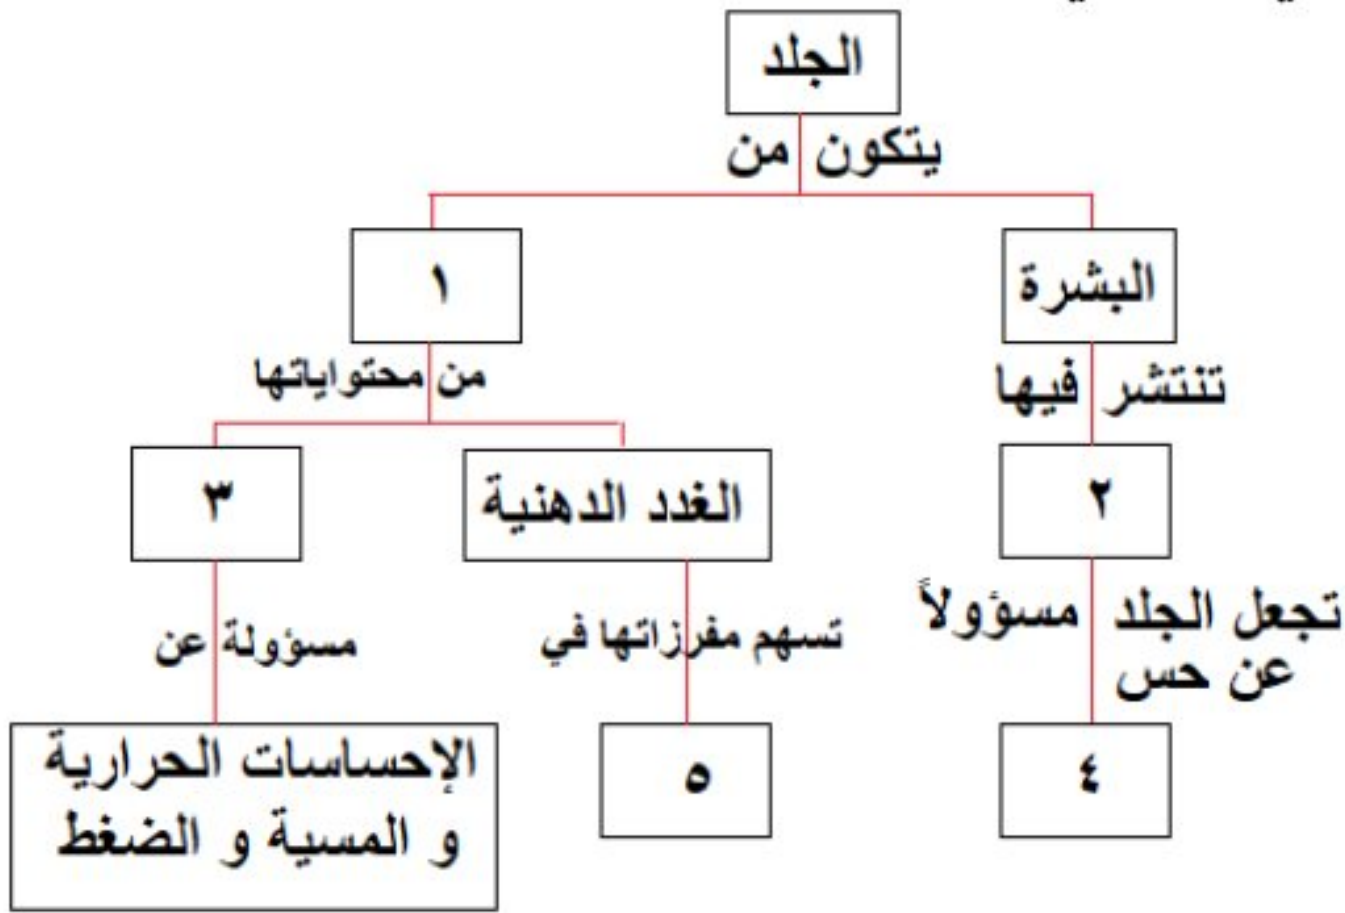 الجلد
يتكون من
البشرة
١
تنتشر فيها
من محتواياتها
٢
الغدد الدهنية
٣
تجعل الجلد مسؤولاً
عن حس
تسهم مفرزاتها في
مسؤولة عن
٤
٥
الإحساسات الحرارية
و المسية و الضغط